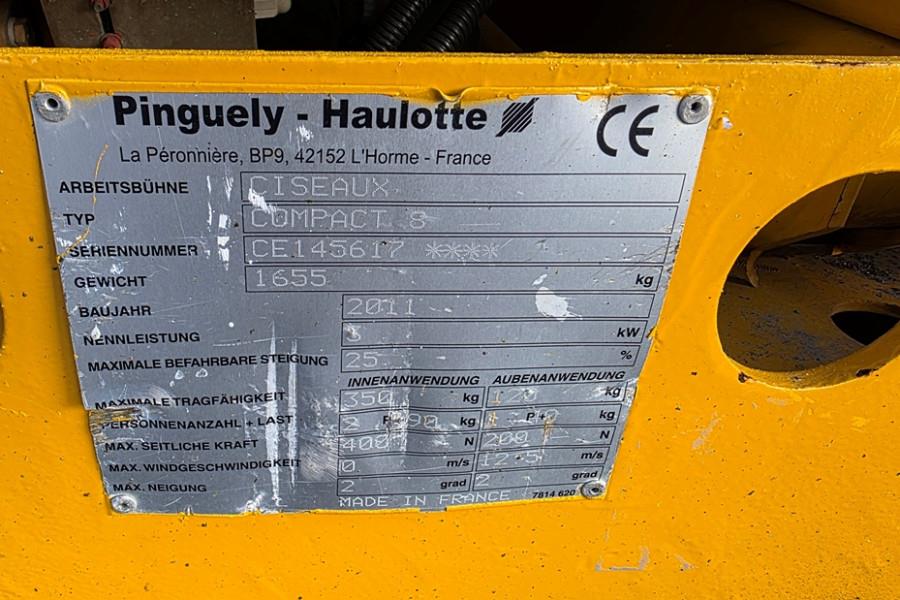 Pinguely - Haulotte
CE
La Péronnière, BP9, 42152 L'Horme - France
ARBEITSBÜHNE CISEAUX
TYP COMPACT 8
SERIENNUMMER CE145617 ****
GEWICHT 1655 kg
BAUJAHR 2011
NENNLEISTUNG 3 kW
MAXIMALE BEFAHRBARE STEIGUNG 25 %
INNENANWENDUNG AUßENANWENDUNG
MAXIMALE TRAGFÄHIGKEIT 350 kg 120 kg
PERSONNENANZAHL + LAST 2 kg kg
MAX. SEITLICHE KRAFT 400 N 200 N
MAX. WINDGESCHWINDIGKEIT 0 m/s 12.5 m/s
MAX. NEIGUNG 2 grad 2 grad
MADE IN FRANCE 7814 620